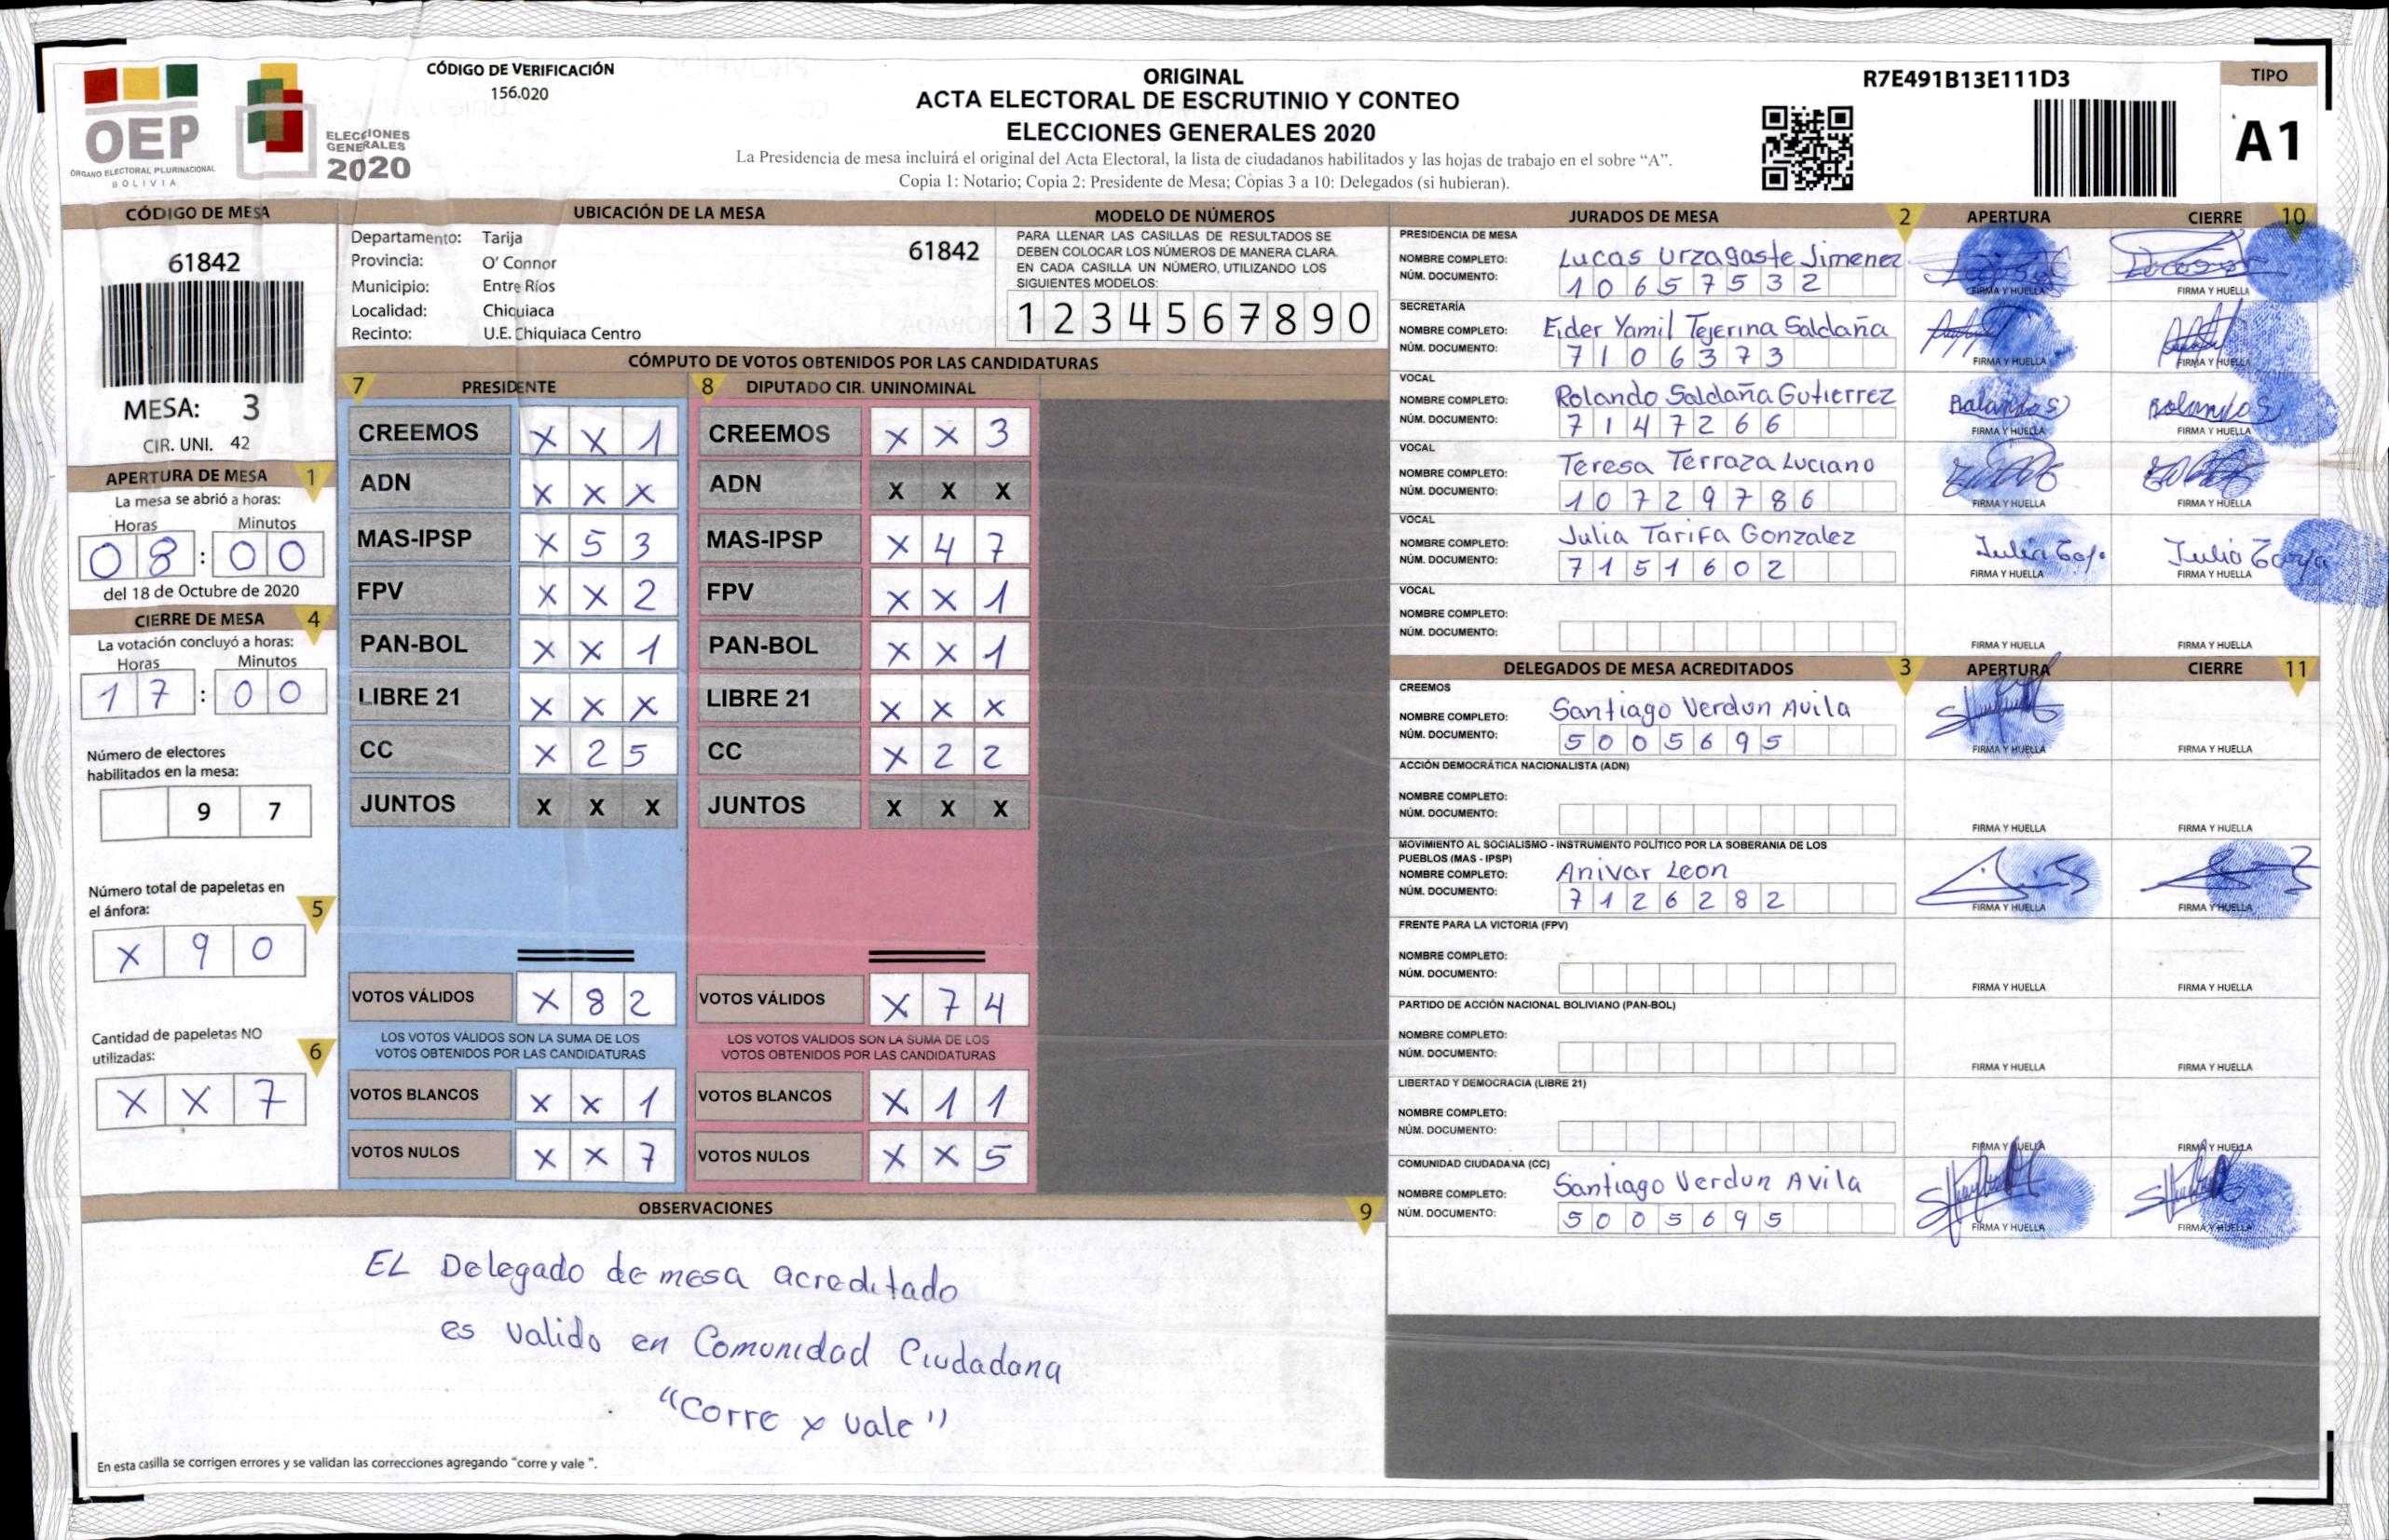 CÓDIGO DE VERIFICACIÓN
156.020
OEP
ÓRGANO ELECTORAL PLURINACIONAL
BOLIVIA
ELECCIONES
GENERALES
2020
ORIGINAL
ACTA ELECTORAL DE ESCRUTINIO Y CONTEO
ELECCIONES GENERALES 2020
La Presidencia de mesa incluirá el original del Acta Electoral, la lista de ciudadanos habilitados y las hojas de trabajo en el sobre “A”.
Copia 1: Notario; Copia 2: Presidente de Mesa; Copias 3 a 10: Delegados (si hubieran).
R7E491B13E111D3
TIPO
A1
CÓDIGO DE MESA
61842
MESA: 3
CIR. UNI. 42
APERTURA DE MESA 1
La mesa se abrió a horas:
Horas Minutos
08:00
del 18 de Octubre de 2020
CIERRE DE MESA 4
La votación concluyó a horas:
Horas Minutos
17:00
Número de electores
habilitados en la mesa:
9 7
Número total de papeletas en
el ánfora: 5
X 9 0
Cantidad de papeletas NO
utilizadas: 6
X X 7
UBICACIÓN DE LA MESA
Departamento: Tarija
61842
Provincia: O' Connor
Municipio: Entre Ríos
Localidad: Chiquiaca
Recinto: U.E. Chiquiaca Centro
MODELO DE NÚMEROS
PARA LLENAR LAS CASILLAS DE RESULTADOS SE
DEBEN COLOCAR LOS NÚMEROS DE MANERA CLARA.
EN CADA CASILLA UN NÚMERO, UTILIZANDO LOS
SIGUIENTES MODELOS:
1 2 3 4 5 6 7 8 9 0
CÓMPUTO DE VOTOS OBTENIDOS POR LAS CANDIDATURAS
7 PRESIDENTE
CREEMOS X X 1
ADN X X X
MAS-IPSP X 5 3
FPV X X 2
PAN-BOL X X 1
LIBRE 21 X X X
CC X 2 5
JUNTOS X X X
VOTOS VÁLIDOS X 8 2
LOS VOTOS VÁLIDOS SON LA SUMA DE LOS
VOTOS OBTENIDOS POR LAS CANDIDATURAS
VOTOS BLANCOS X X 1
VOTOS NULOS X X 7
8 DIPUTADO CIR. UNINOMINAL
CREEMOS X X 3
ADN X X X
MAS-IPSP X 4 7
FPV X X 1
PAN-BOL X X 1
LIBRE 21 X X X
CC X 2 2
JUNTOS X X X
VOTOS VÁLIDOS X 7 4
LOS VOTOS VÁLIDOS SON LA SUMA DE LOS
VOTOS OBTENIDOS POR LAS CANDIDATURAS
VOTOS BLANCOS X 1 1
VOTOS NULOS X X 5
OBSERVACIONES 9
EL Delegado de mesa acreditado
es valido en Comunidad Ciudadana
“Corre y vale”
En esta casilla se corrigen errores y se validan las correcciones agregando “corre y vale ”.
JURADOS DE MESA 2 APERTURA CIERRE 10
PRESIDENCIA DE MESA
NOMBRE COMPLETO: Lucas Urzagaste Jimenez
NÚM. DOCUMENTO: 10657532
FIRMA Y HUELLA FIRMA Y HUELLA
SECRETARÍA
NOMBRE COMPLETO: Eider Yamil Tejerina Saldaña
NÚM. DOCUMENTO: 7106373
FIRMA Y HUELLA FIRMA Y HUELLA
VOCAL
NOMBRE COMPLETO: Rolando Saldaña Gutierrez
NÚM. DOCUMENTO: 7147266
Rolando S Rolando S
FIRMA Y HUELLA FIRMA Y HUELLA
VOCAL
NOMBRE COMPLETO: Teresa Terraza Luciano
NÚM. DOCUMENTO: 10729786
FIRMA Y HUELLA FIRMA Y HUELLA
VOCAL
NOMBRE COMPLETO: Julia Tarifa Gonzalez
NÚM. DOCUMENTO: 7151602
Julia Julia
FIRMA Y HUELLA FIRMA Y HUELLA
VOCAL
NOMBRE COMPLETO:
NÚM. DOCUMENTO:
FIRMA Y HUELLA FIRMA Y HUELLA
DELEGADOS DE MESA ACREDITADOS 3 APERTURA CIERRE 11
CREEMOS
NOMBRE COMPLETO: Santiago Verdun Avila
NÚM. DOCUMENTO: 5005695
FIRMA Y HUELLA FIRMA Y HUELLA
ACCIÓN DEMOCRÁTICA NACIONALISTA (ADN)
NOMBRE COMPLETO:
NÚM. DOCUMENTO:
FIRMA Y HUELLA FIRMA Y HUELLA
MOVIMIENTO AL SOCIALISMO - INSTRUMENTO POLÍTICO POR LA SOBERANIA DE LOS
PUEBLOS (MAS - IPSP)
NOMBRE COMPLETO: Anivar Leon
NÚM. DOCUMENTO: 7126282
FIRMA Y HUELLA FIRMA Y HUELLA
FRENTE PARA LA VICTORIA (FPV)
NOMBRE COMPLETO:
NÚM. DOCUMENTO:
FIRMA Y HUELLA FIRMA Y HUELLA
PARTIDO DE ACCIÓN NACIONAL BOLIVIANO (PAN-BOL)
NOMBRE COMPLETO:
NÚM. DOCUMENTO:
FIRMA Y HUELLA FIRMA Y HUELLA
LIBERTAD Y DEMOCRACIA (LIBRE 21)
NOMBRE COMPLETO:
NÚM. DOCUMENTO:
FIRMA Y HUELLA FIRMA Y HUELLA
COMUNIDAD CIUDADANA (CC)
NOMBRE COMPLETO: Santiago Verdun Avila
NÚM. DOCUMENTO: 5005695
FIRMA Y HUELLA FIRMA Y HUELLA